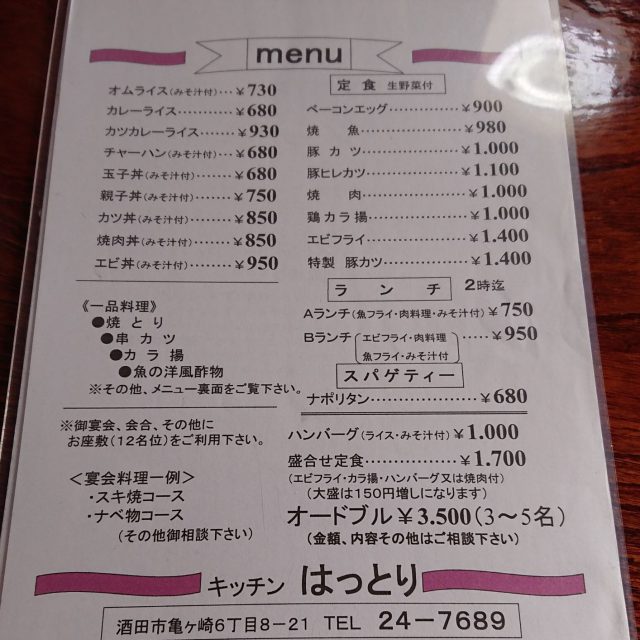 menu
オムライス(みそ汁付)…￥730
カレーライス………￥680
カツカレーライス……￥930
チャーハン(みそ汁付)…￥680
玉子丼(みそ汁付)……￥680
親子丼(みそ汁付)……￥750
カツ丼(みそ汁付)……￥850
焼肉丼(みそ汁付)……￥850
エビ丼(みそ汁付)……￥950
《一品料理》
●焼とり
●串カツ
●カラ揚
●魚の洋風酢物
※その他、メニュー裏面をご覧下さい。
※御宴会、会合、その他に
お座敷(12名位)をご利用下さい。
＜宴会料理一例＞
・スキ焼コース
・ナベ物コース
(その他御相談下さい)
定食 生野菜付
ベーコンエッグ…………￥900
焼魚………………￥980
豚カツ……………￥1.000
豚ヒレカツ…………￥1.100
焼肉………………￥1.000
鶏カラ揚……………￥1.000
エビフライ…………￥1.400
特製 豚カツ…………￥1.400
ランチ 2時迄
Aランチ(魚フライ・肉料理・みそ汁付)￥750
Bランチ(エビフライ・肉料理 魚フライ・みそ汁付)……￥950
スパゲティー
ナポリタン………………￥680
ハンバーグ(ライス・みそ汁付)￥1.000
盛合せ定食……………￥1.700
(エビフライ・カラ揚・ハンバーグ又は焼肉付)
(大盛は150円増しになります)
オードブル￥3.500(3～5名)
(金額、内容その他はご相談下さい)
キッチン はっとり
酒田市亀ヶ崎6丁目8-21 TEL 24-7689